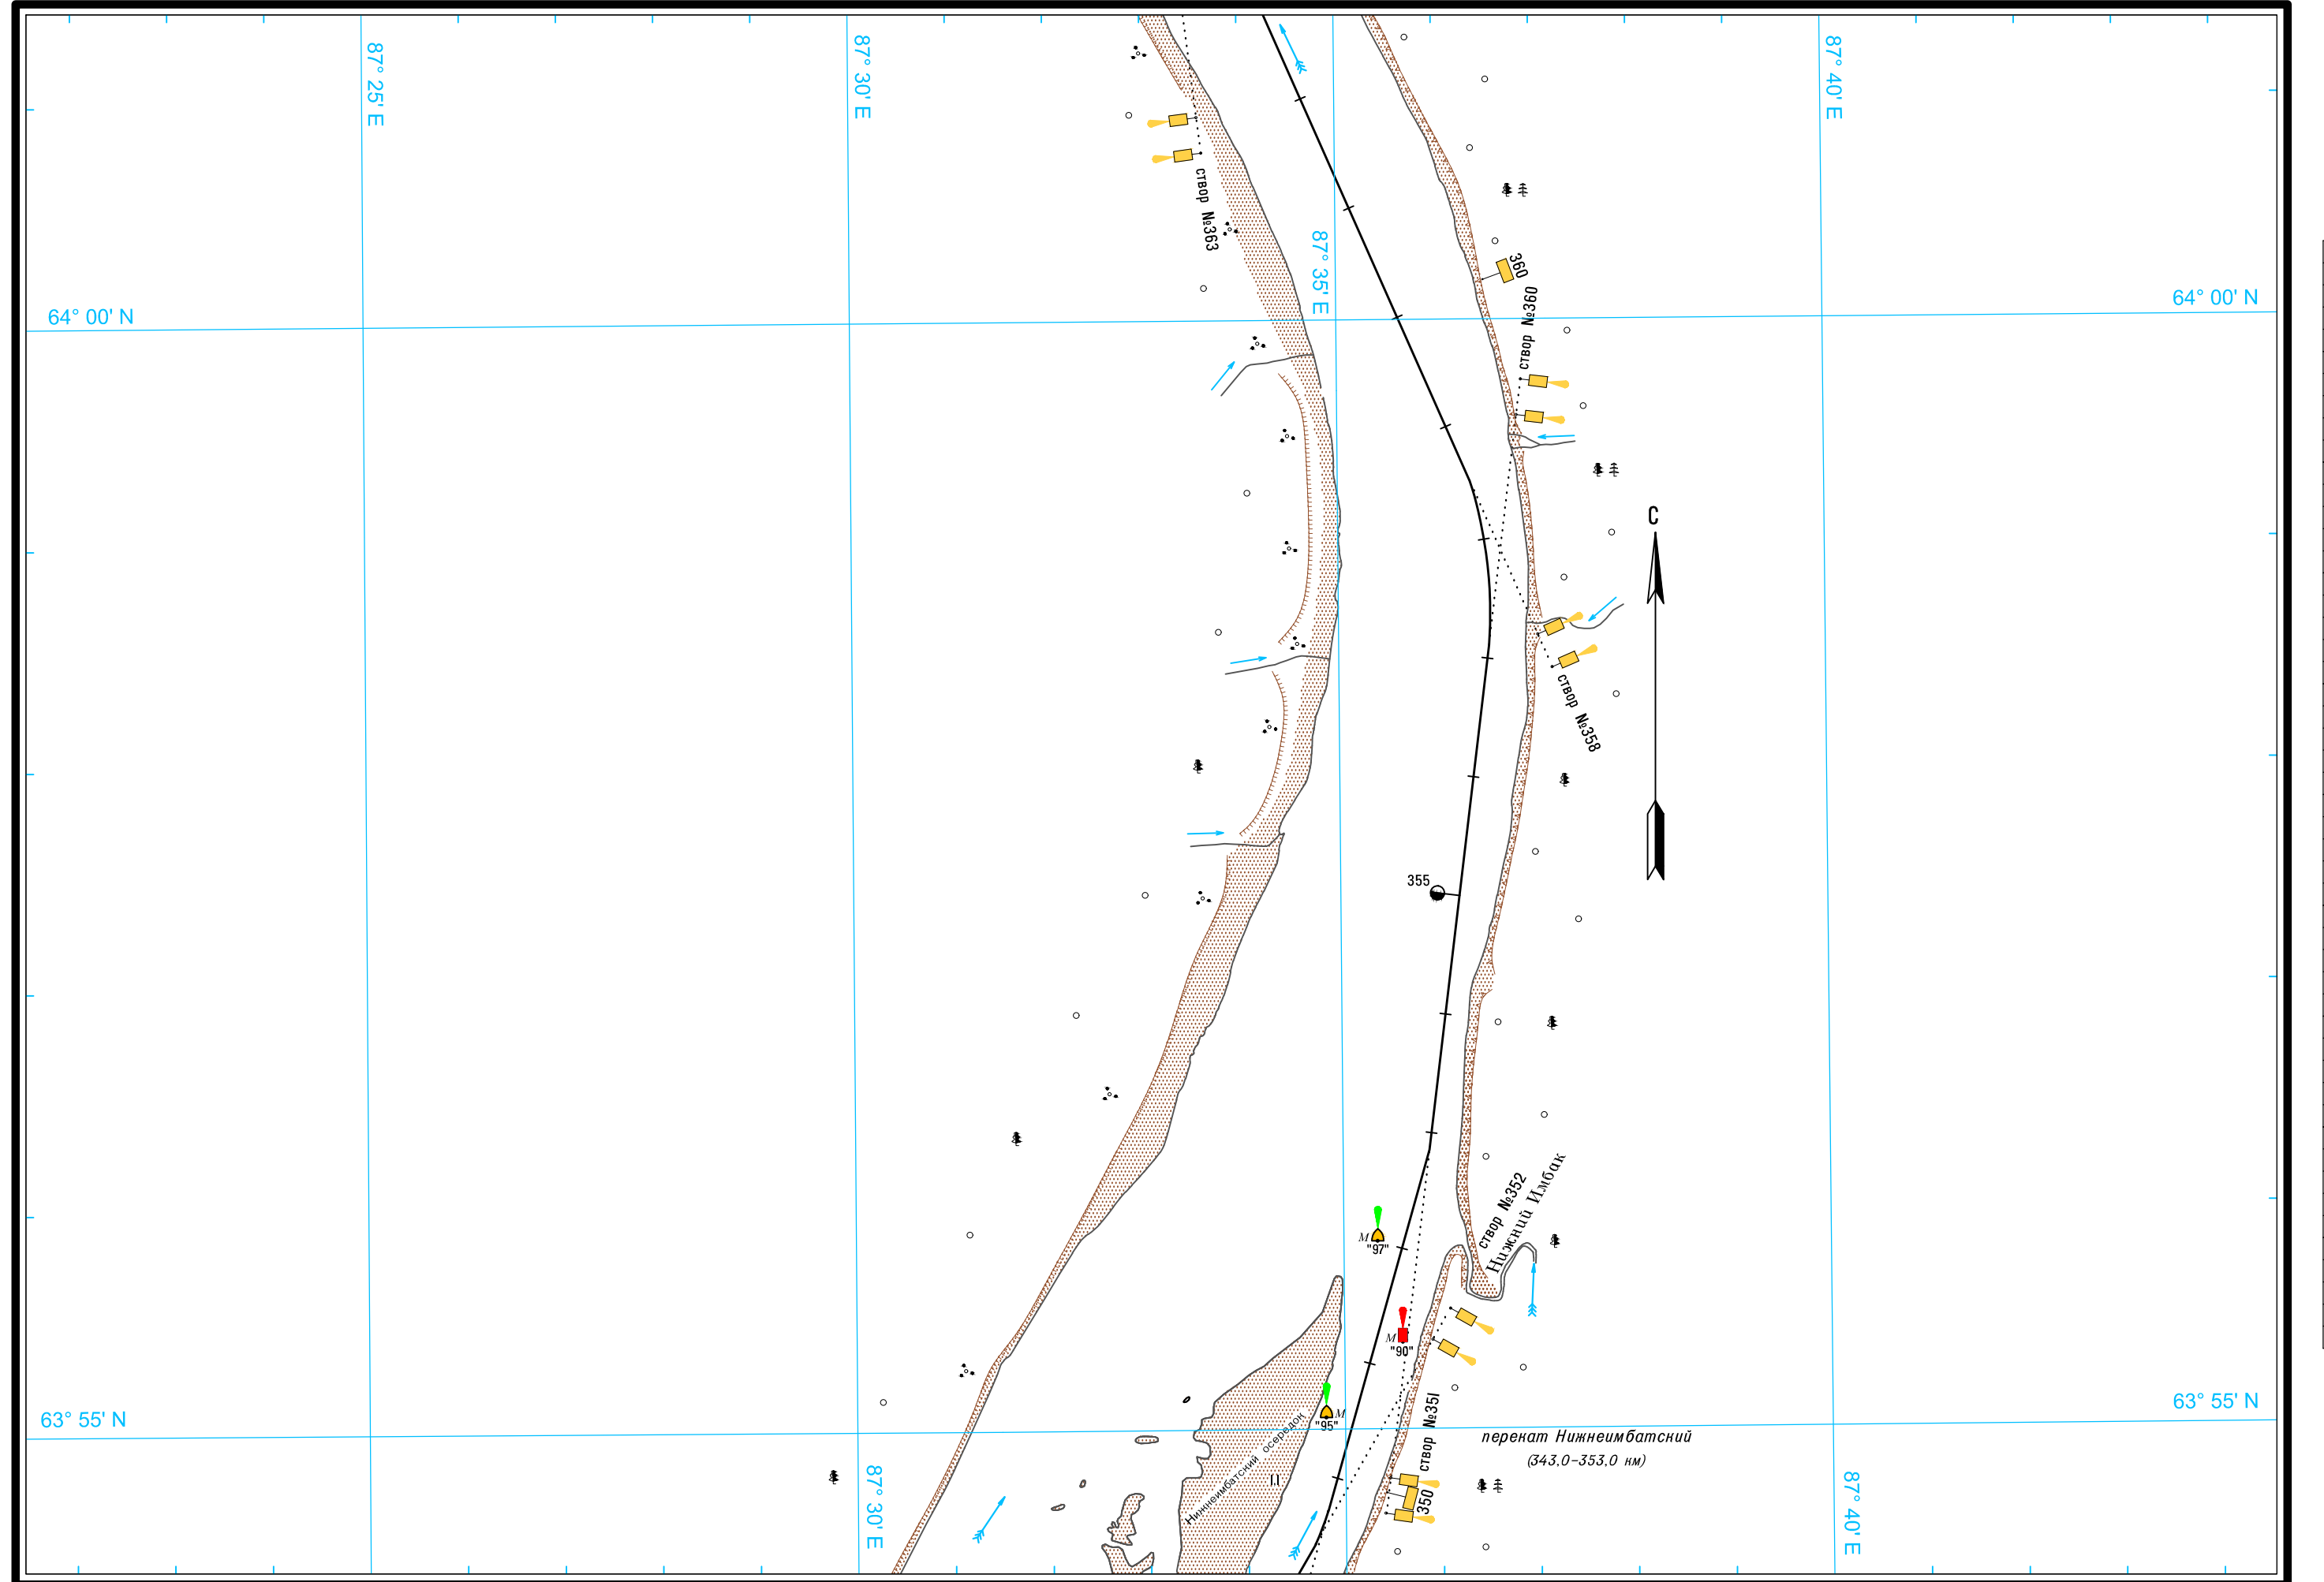 87° 25' E
87° 30' E
87° 40' E
створ №363
87° 35' E
360
створ №360
64° 00' N
64° 00' N
С
створ №358
355
створ №352
Нижний Имбак
М
"97"
М
"90"
М
"95"
63° 55' N
63° 55' N
створ №351
Нижнеимбатский осередок
перекат Нижнеимбатский
(343,0-353,0 км)
350
87° 30' E
87° 40' E